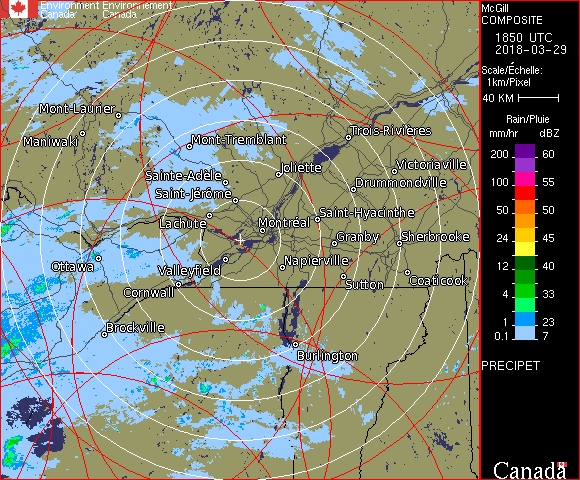 Environment Environnement
Canada Canada
McGill
COMPOSITE
1850 UTC
2018-03-29
Scale/Échelle:
1km/Pixel
40 KM
Rain/Pluie
mm/hr dBZ
200 60
100 55
50 50
24 45
12 40
4 33
1 23
0.1 7
PRECIPET
Canada
Mont-Laurier
Maniwaki
Mont-Tremblant
Trois-Rivières
Joliette
Victoriaville
Sainte-Adèle
Drummondville
Saint-Jérôme
Lachute
Saint-Hyacinthe
Montréal
Granby
Sherbrooke
Ottawa
Valleyfield
Napierville
Cornwall
Sutton
Coaticook
Brockville
Burlington